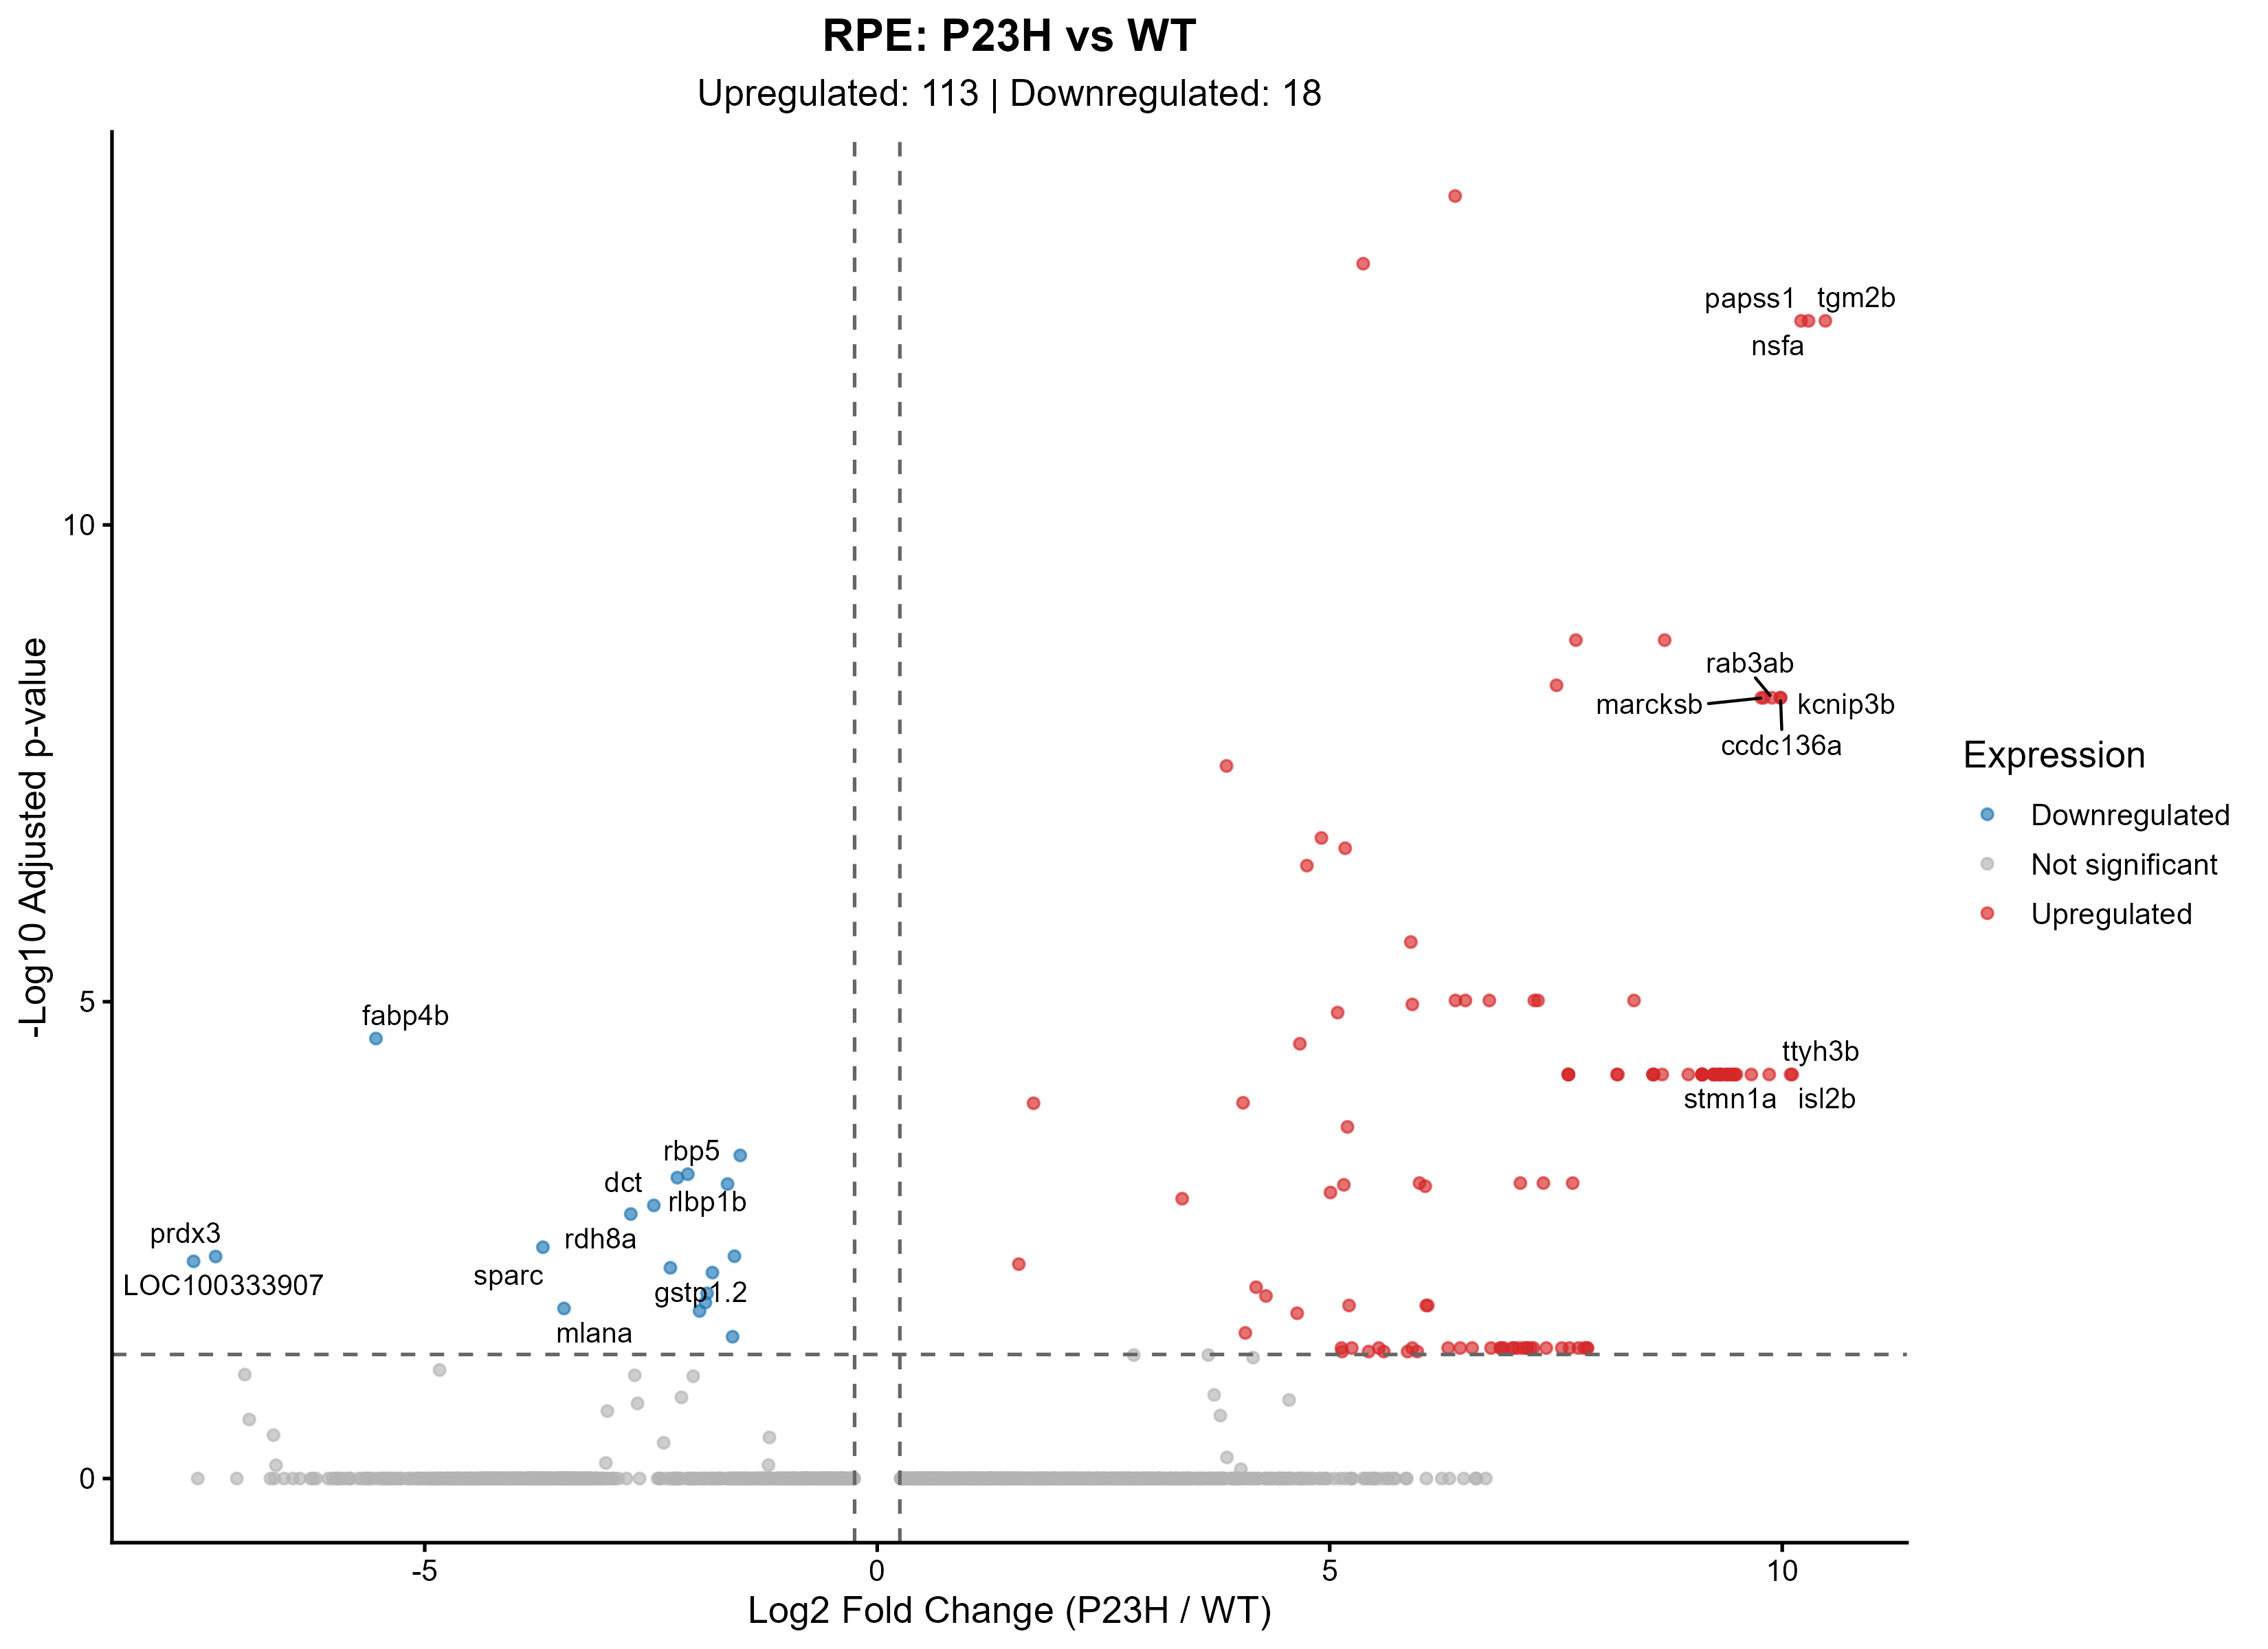 RPE: P23H vs WT
Upregulated: 113 | Downregulated: 18
-Log10 Adjusted p-value
10
5
0
papss1
tgm2b
nsfa
rab3ab
marcksb
kcnip3b
ccdc136a
fabp4b
ttyh3b
stmn1a
isl2b
rbp5
dct
rlbp1b
prdx3
rdh8a
sparc
LOC100333907
gstp1.2
mlana
-5
0
5
10
Log2 Fold Change (P23H / WT)
Expression
Downregulated
Not significant
Upregulated